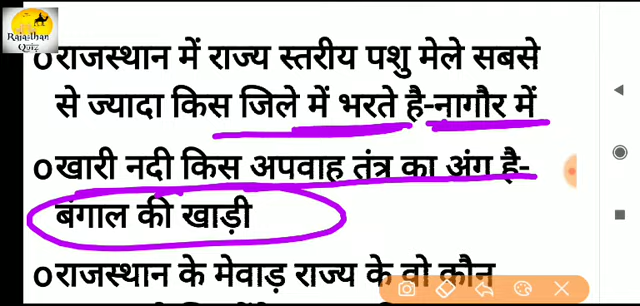 Rajasthan
Quiz
०राजस्थान में राज्य स्तरीय पशु मेले सबसे
से ज्यादा किस जिले में भरते है-नागौर में
०खारी नदी किस अपवाह तंत्र का अंग है-
बंगाल की खाड़ी
०राजस्थान के मेवाड़ राज्य के वो कौन